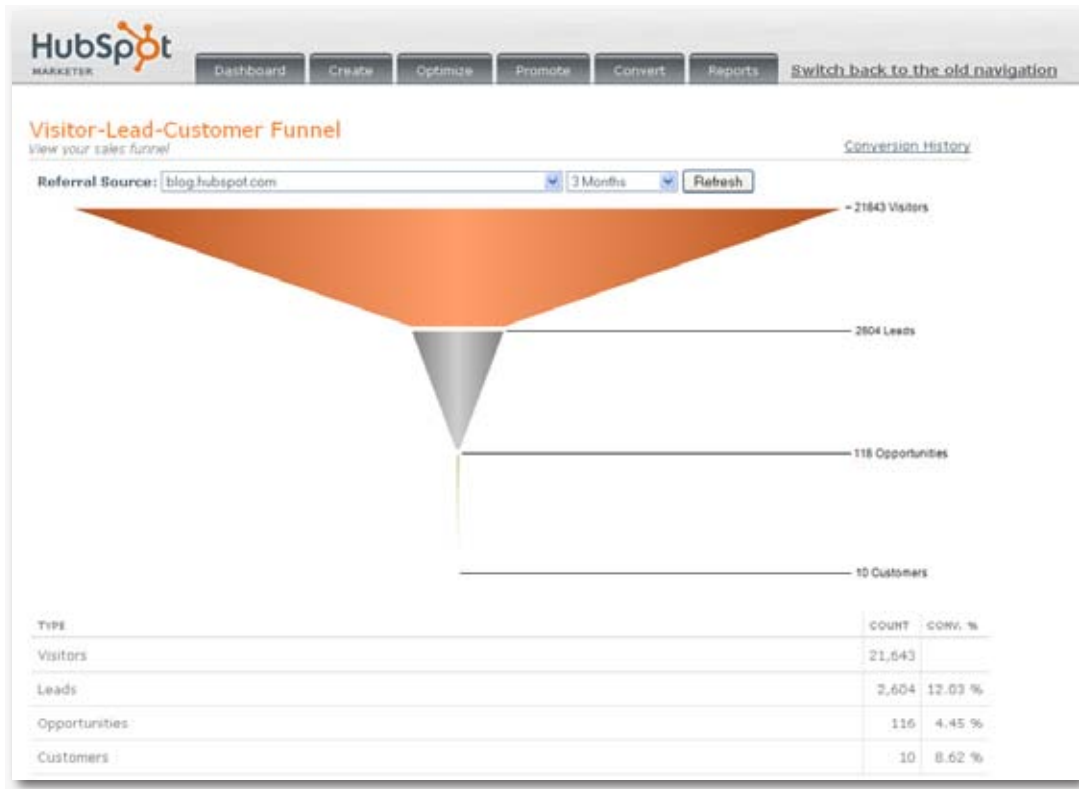 HubSpot
MARKETER
Dashboard Create Optimize Promote Convert Reports Switch back to the old navigation
Visitor-Lead-Customer Funnel
View your sales funnel
Conversion History
Referral Source: blog.hubspot.com 3 Months Refresh
21643 Visitors
2604 Leads
116 Opportunities
10 Customers
TYPE COUNT CONV. %
Visitors 21,643
Leads 2,604 12.03 %
Opportunities 116 4.45 %
Customers 10 8.62 %